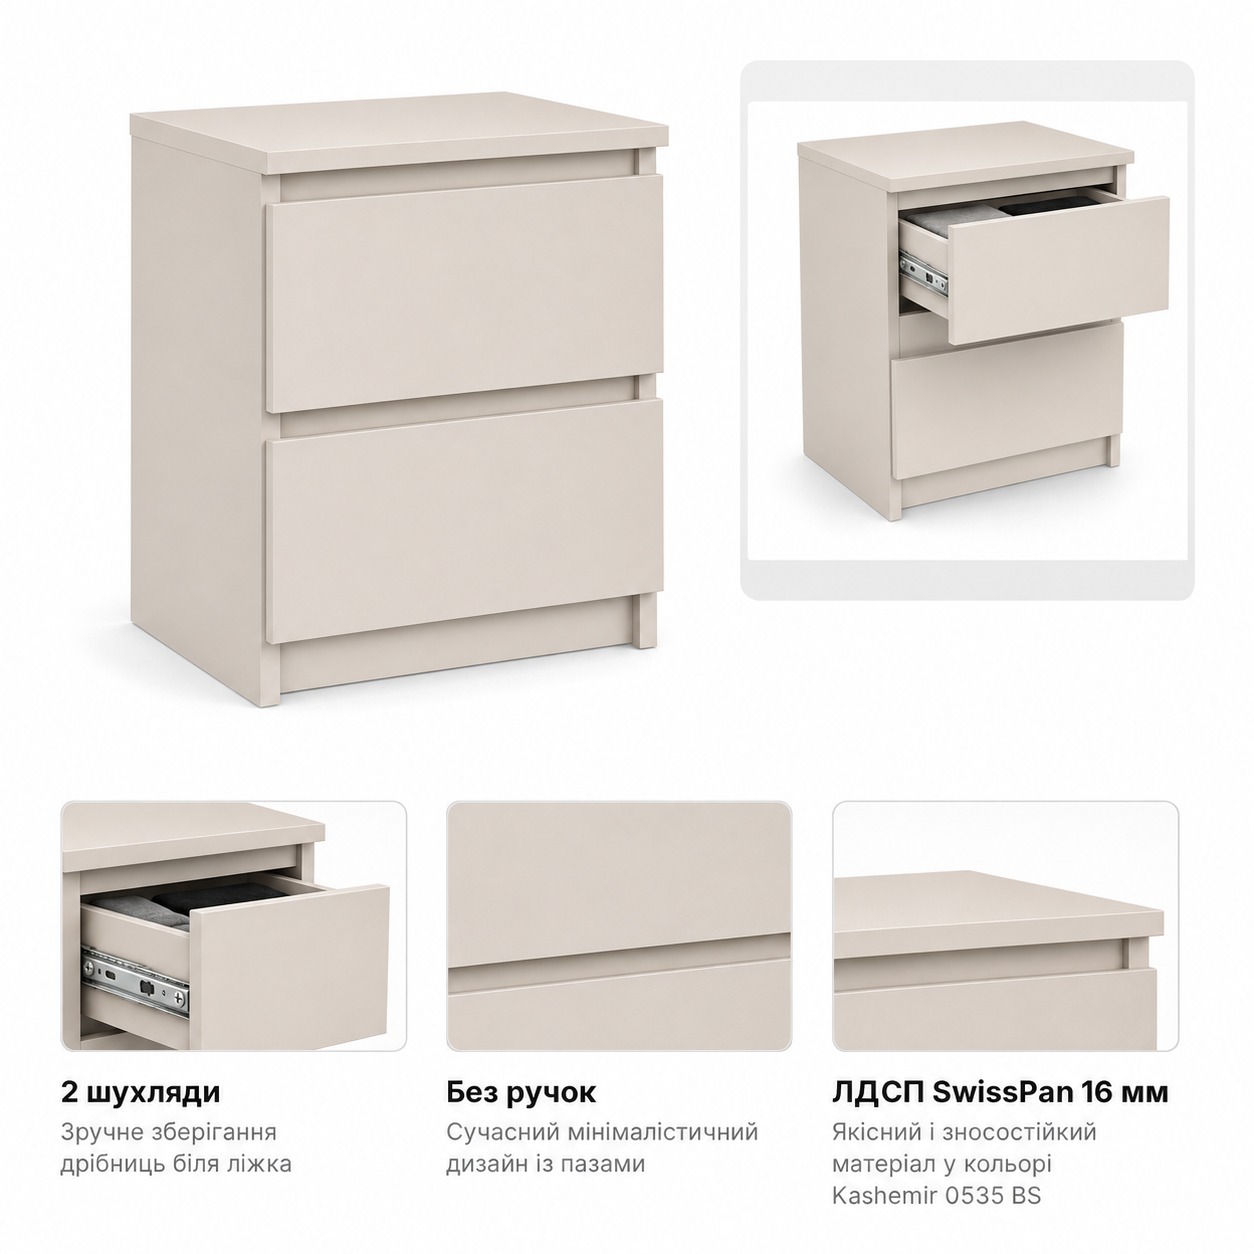 2 шухляди
Зручне зберігання
дрібниць біля ліжка
Без ручок
Сучасний мінімалістичний
дизайн із пазами
ЛДСП SwissPan 16 мм
Якісний і зносостійкий
матеріал у кольорі
Kashemir 0535 BS